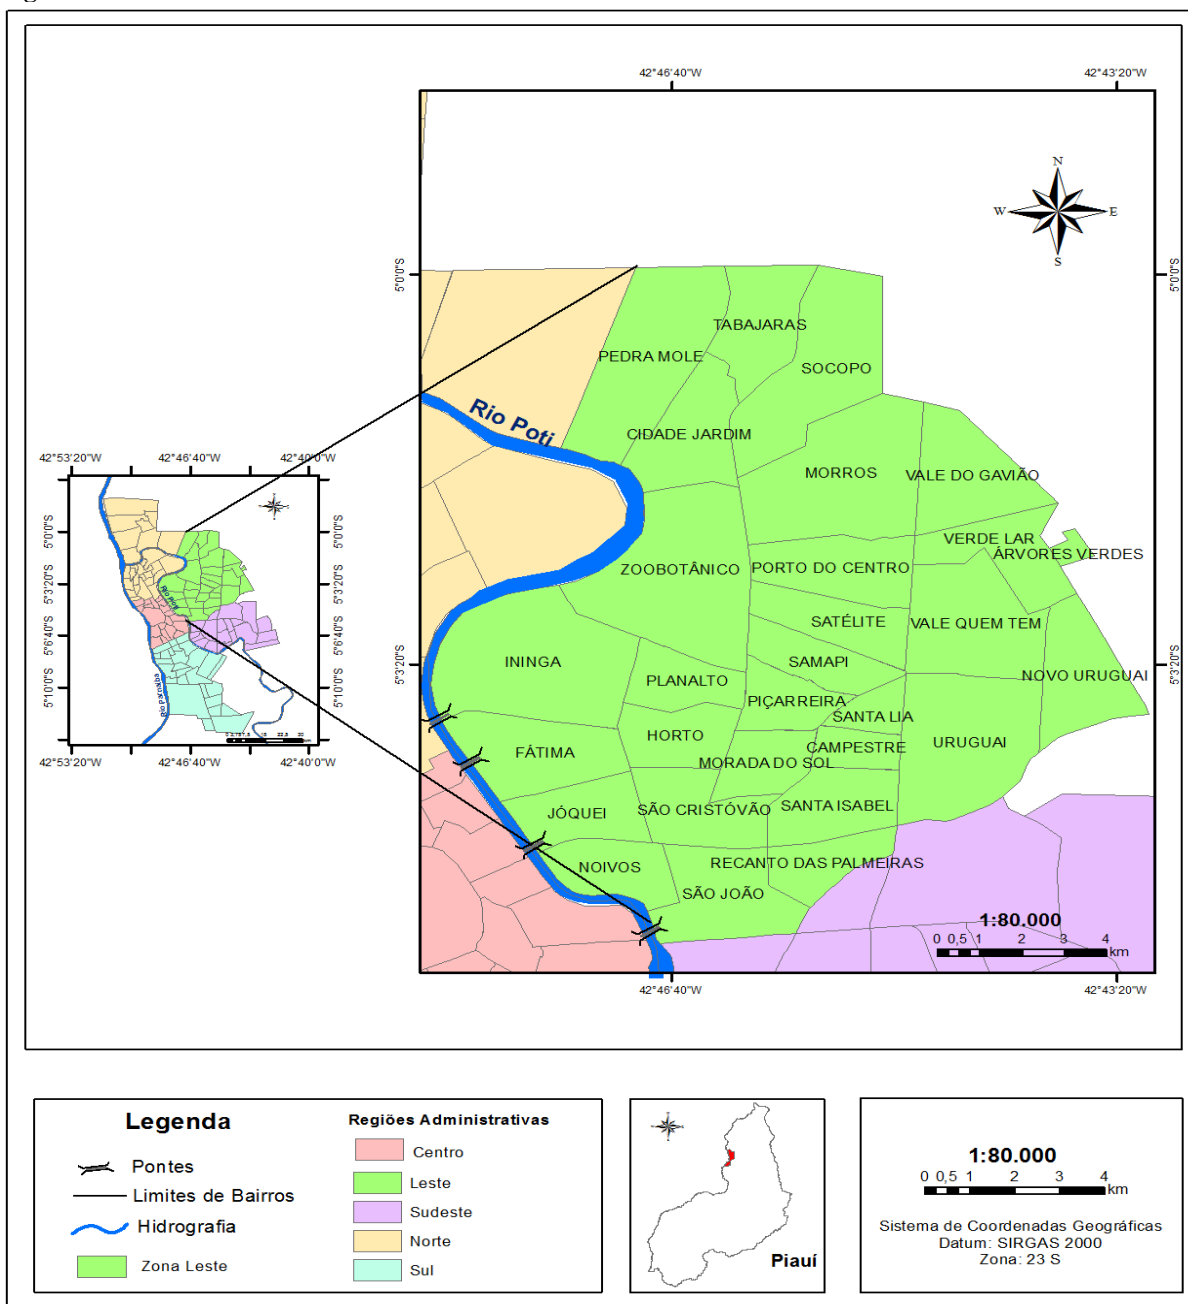 42°46'40"W
42°43'20"W
N
W
E
S
5°0'0"S
5°0'0"S
TABAJARAS
PEDRA MOLE
SOCOPO
Rio Poti
CIDADE JARDIM
MORROS
VALE DO GAVIÃO
VERDE LAR
ÁRVORES VERDES
ZOOBOTÂNICO
PORTO DO CENTRO
SATÉLITE
VALE QUEM TEM
ININGA
SAMAPI
5°3'20"S
5°3'20"S
PLANALTO
NOVO URUGUAI
PIÇARREIRA
SANTA LIA
HORTO
URUGUAI
FÁTIMA
CAMPESTRE
MORADA DO SOL
JÓQUEI
SÃO CRISTÓVÃO
SANTA ISABEL
NOIVOS
RECANTO DAS PALMEIRAS
SÃO JOÃO
1:80.000
0 0,5 1 2 3 4
km
42°46'40"W
42°43'20"W
42°53'20"W
42°46'40"W
42°40'0"W
5°0'0"S
5°0'0"S
5°3'20"S
5°3'20"S
Rio Poti
5°6'40"S
5°6'40"S
5°10'0"S
5°10'0"S
Rio Parnaíba
42°53'20"W
42°46'40"W
42°40'0"W
Legenda
Pontes
Limites de Bairros
Hidrografia
Zona Leste
Regiões Administrativas
Centro
Leste
Sudeste
Norte
Sul
Piauí
1:80.000
0 0,5 1 2 3 4
km
Sistema de Coordenadas Geográficas
Datum: SIRGAS 2000
Zona: 23 S